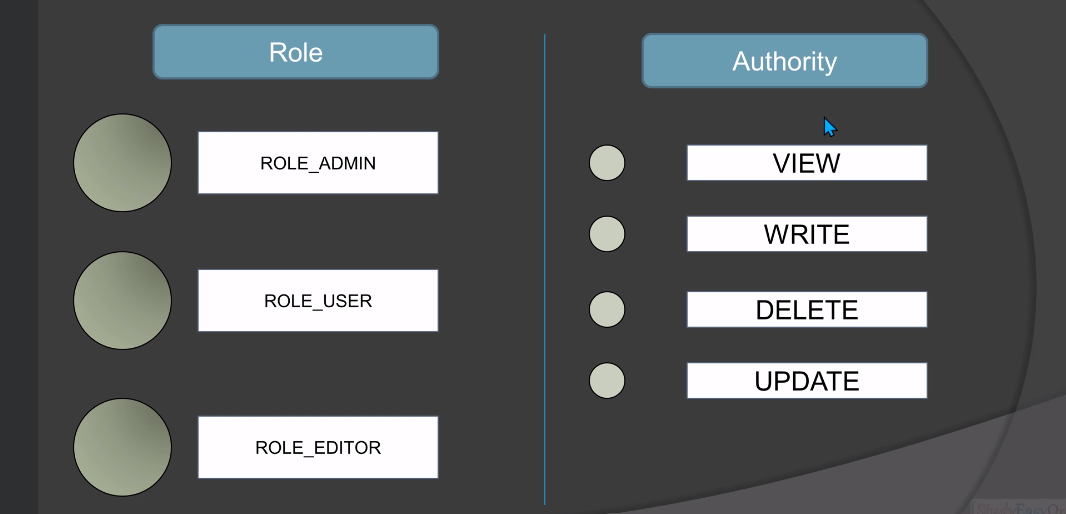 Role
ROLE_ADMIN
ROLE_USER
ROLE_EDITOR
Authority
VIEW
WRITE
DELETE
UPDATE